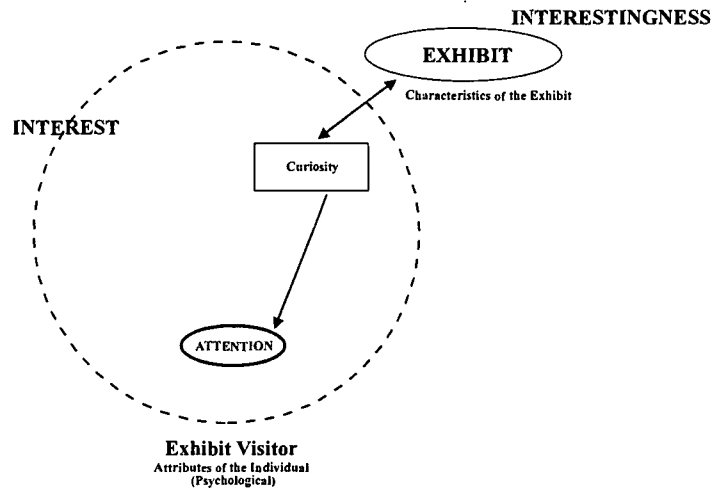 INTERESTINGNESS
EXHIBIT
Characteristics of the Exhibit
INTEREST
Curiosity
ATTENTION
Exhibit Visitor
Attributes of the Individual
(Psychological)